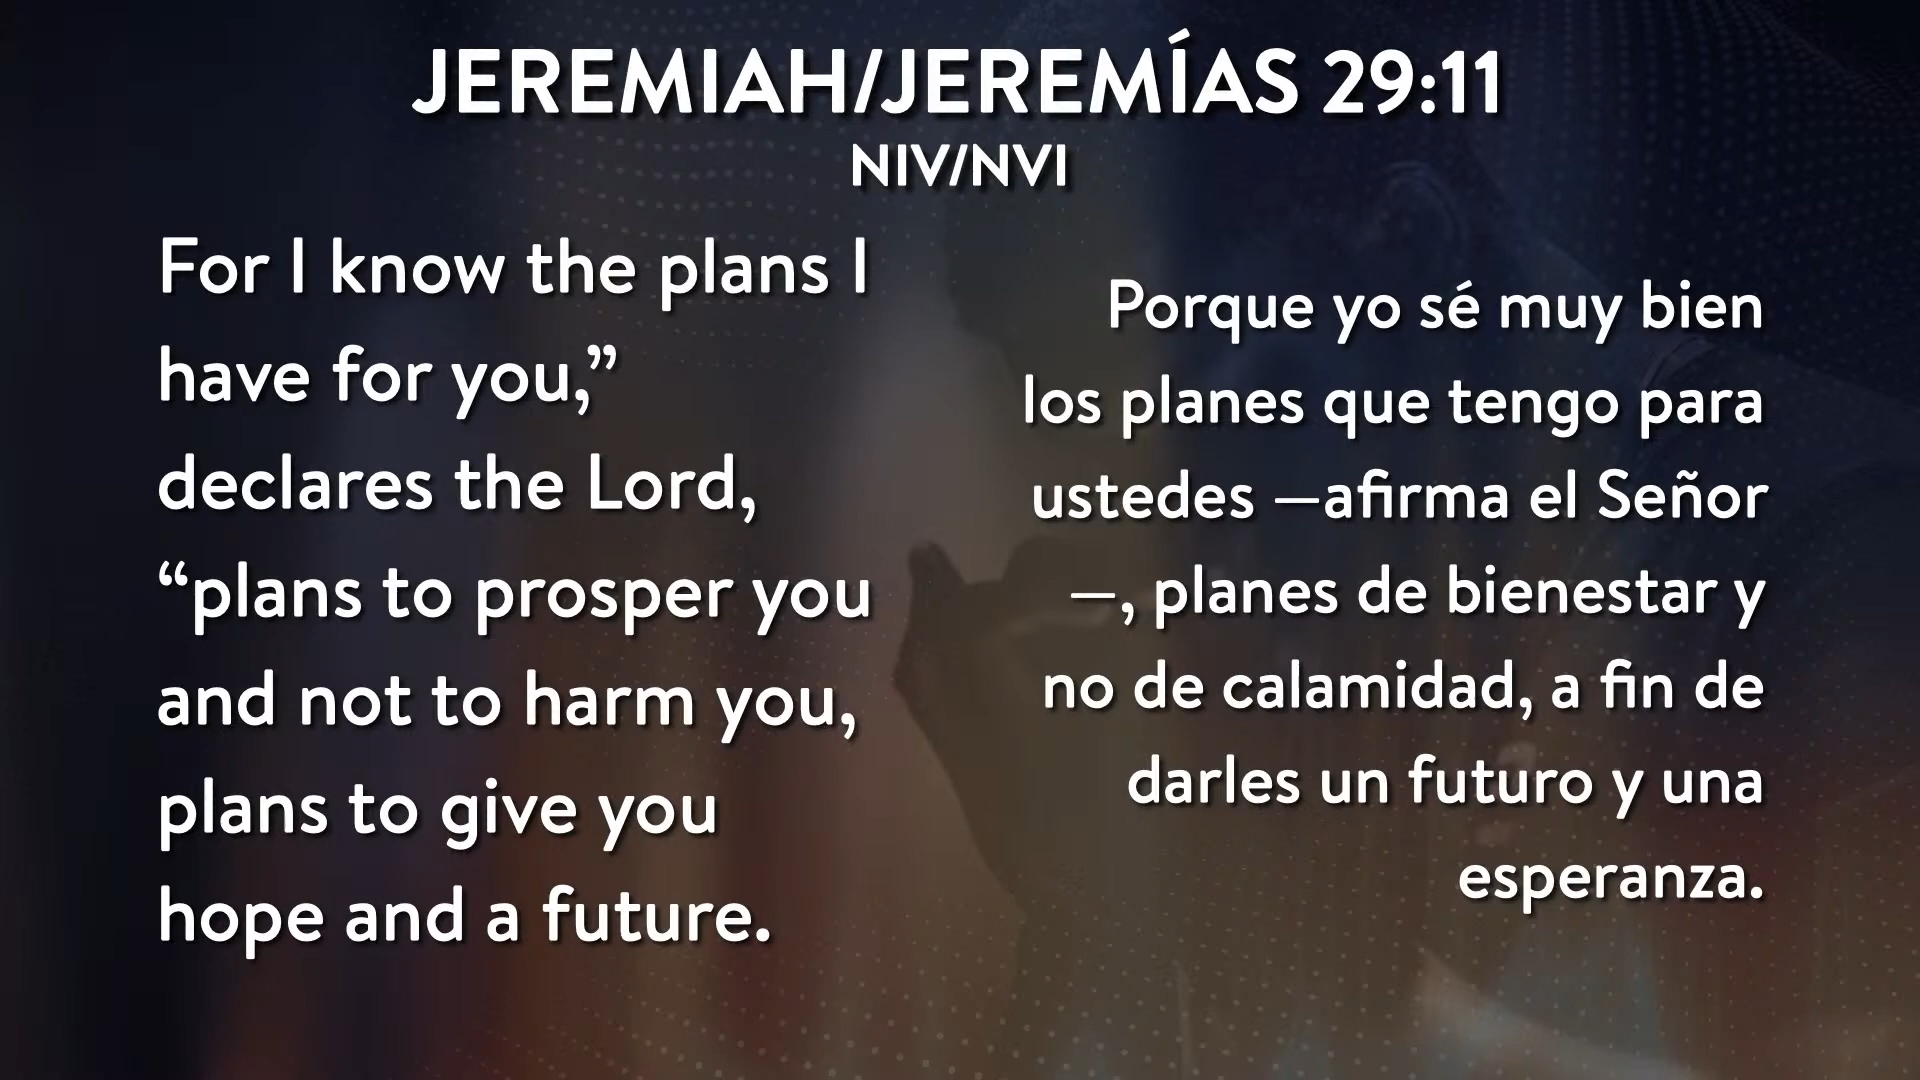 JEREMIAH/JEREMÍAS 29:11
NIV/NVI
For I know the plans I
have for you,”
declares the Lord,
“plans to prosper you
and not to harm you,
plans to give you
hope and a future.
Porque yo sé muy bien
los planes que tengo para
ustedes —afirma el Señor
—, planes de bienestar y
no de calamidad, a fin de
darles un futuro y una
esperanza.